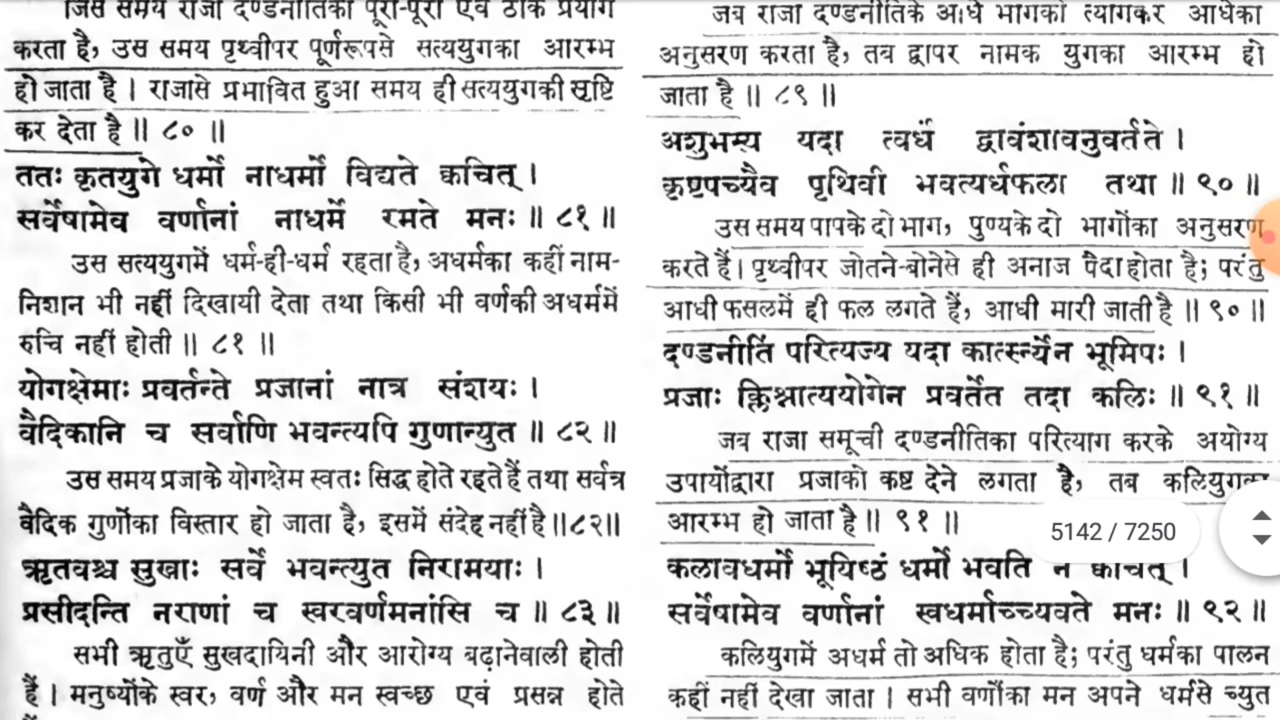 जिस समय राजा दण्डनीतिका पूरा-पूरा एवं ठीक प्रयोग
करता है, उस समय पृथ्वीपर पूर्णरूपसे सत्ययुगका आरम्भ
हो जाता है । राजासे प्रभावित हुआ समय ही सत्ययुगकी सृष्टि
कर देता है ॥ ८० ॥
ततः कृतयुगे धर्मो नाधर्मो विद्यते क्वचित् ।
सर्वेषामेव वर्णानां नाधर्मे रमते मनः ॥ ८१ ॥
उस सत्ययुगमें धर्म-ही-धर्म रहता है, अधर्मका कहीं नाम-
निशान भी नहीं दिखायी देता तथा किसी भी वर्णकी अधर्ममें
रुचि नहीं होती ॥ ८१ ॥
योगक्षेमाः प्रवर्तन्ते प्रजानां नात्र संशयः ।
वैदिकानि च सर्वाणि भवन्त्यपि गुणान्युत ॥ ८२ ॥
उस समय प्रजाके योगक्षेम स्वतः सिद्ध होते रहते हैं तथा सर्वत्र
वैदिक गुणोंका विस्तार हो जाता है, इसमें संदेह नहीं है ॥८२॥
ऋतवश्च सुखाः सर्वे भवन्त्युत निरामयाः ।
प्रसीदन्ति नराणां च स्वरवर्णमनांसि च ॥ ८३ ॥
सभी ऋतुएँ सुखदायिनी और आरोग्य बढ़ानेवाली होती
हैं । मनुष्योंके स्वर, वर्ण और मन स्वच्छ एवं प्रसन्न होते
जब राजा दण्डनीतिके आधे भागको त्यागकर आधेका
अनुसरण करता है, तब द्वापर नामक युगका आरम्भ हो
जाता है ॥ ८९ ॥
अशुभस्य यदा त्वर्धं द्वावंशावनुवर्तते ।
कृष्टपच्यैव पृथिवी भवत्यर्धफला तथा ॥ ९० ॥
उस समय पापके दो भाग, पुण्यके दो भागोंका अनुसरण
करते हैं । पृथ्वीपर जोतने-बोनेसे ही अनाज पैदा होता है; परंतु
आधी फसलमें ही फल लगते हैं, आधी मारी जाती है ॥ ९० ॥
दण्डनीतिं परित्यज्य यदा कार्त्स्न्येन भूमिपः ।
प्रजाः क्लिश्नात्ययोगेन प्रवर्तेत तदा कलिः ॥ ९१ ॥
जब राजा समूची दण्डनीतिका परित्याग करके अयोग्य
उपायोंद्वारा प्रजाको कष्ट देने लगता है, तब कलियुगका
आरम्भ हो जाता है ॥ ९१ ॥
5142 / 7250
कलावधर्मो भूयिष्ठं धर्मो भवति न क्वचित् ।
सर्वेषामेव वर्णानां स्वधर्माच्च्यवते मनः ॥ ९२ ॥
कलियुगमें अधर्म तो अधिक होता है; परंतु धर्मका पालन
कहीं नहीं देखा जाता । सभी वर्णोंका मन अपने धर्मसे च्युत